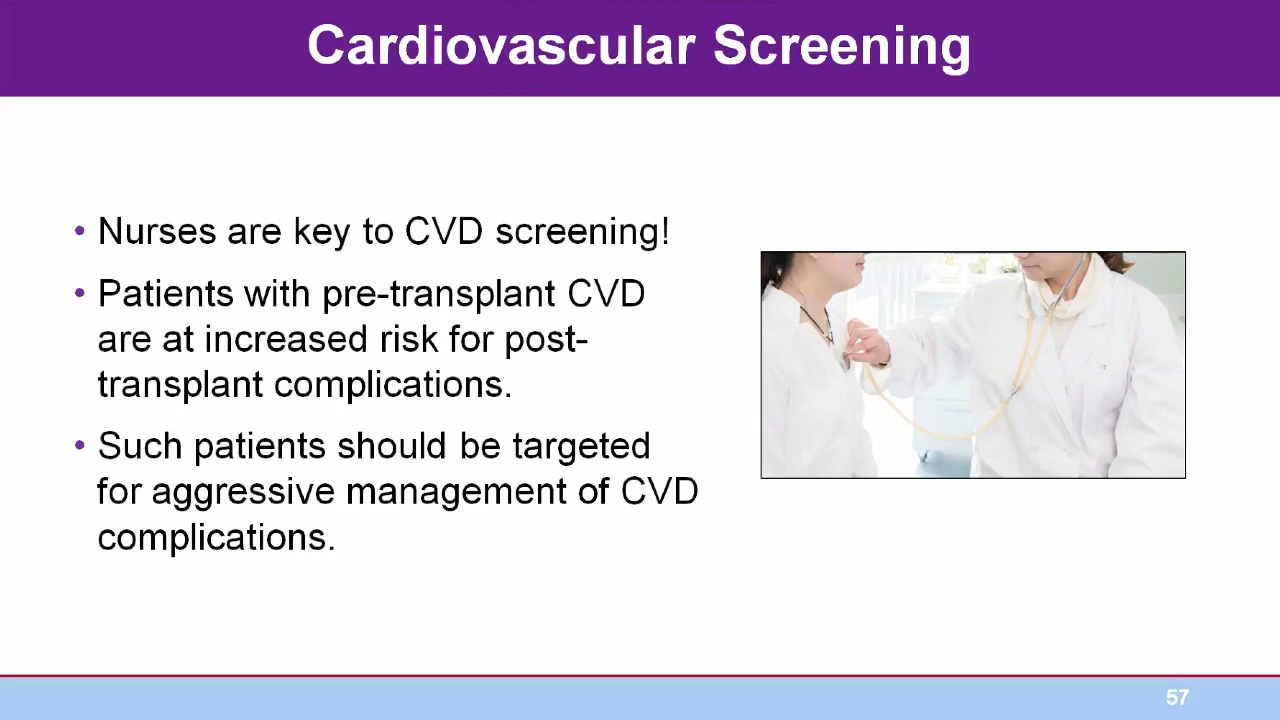 Cardiovascular Screening
• Nurses are key to CVD screening!
• Patients with pre-transplant CVD
are at increased risk for post-
transplant complications.
• Such patients should be targeted
for aggressive management of CVD
complications.
57